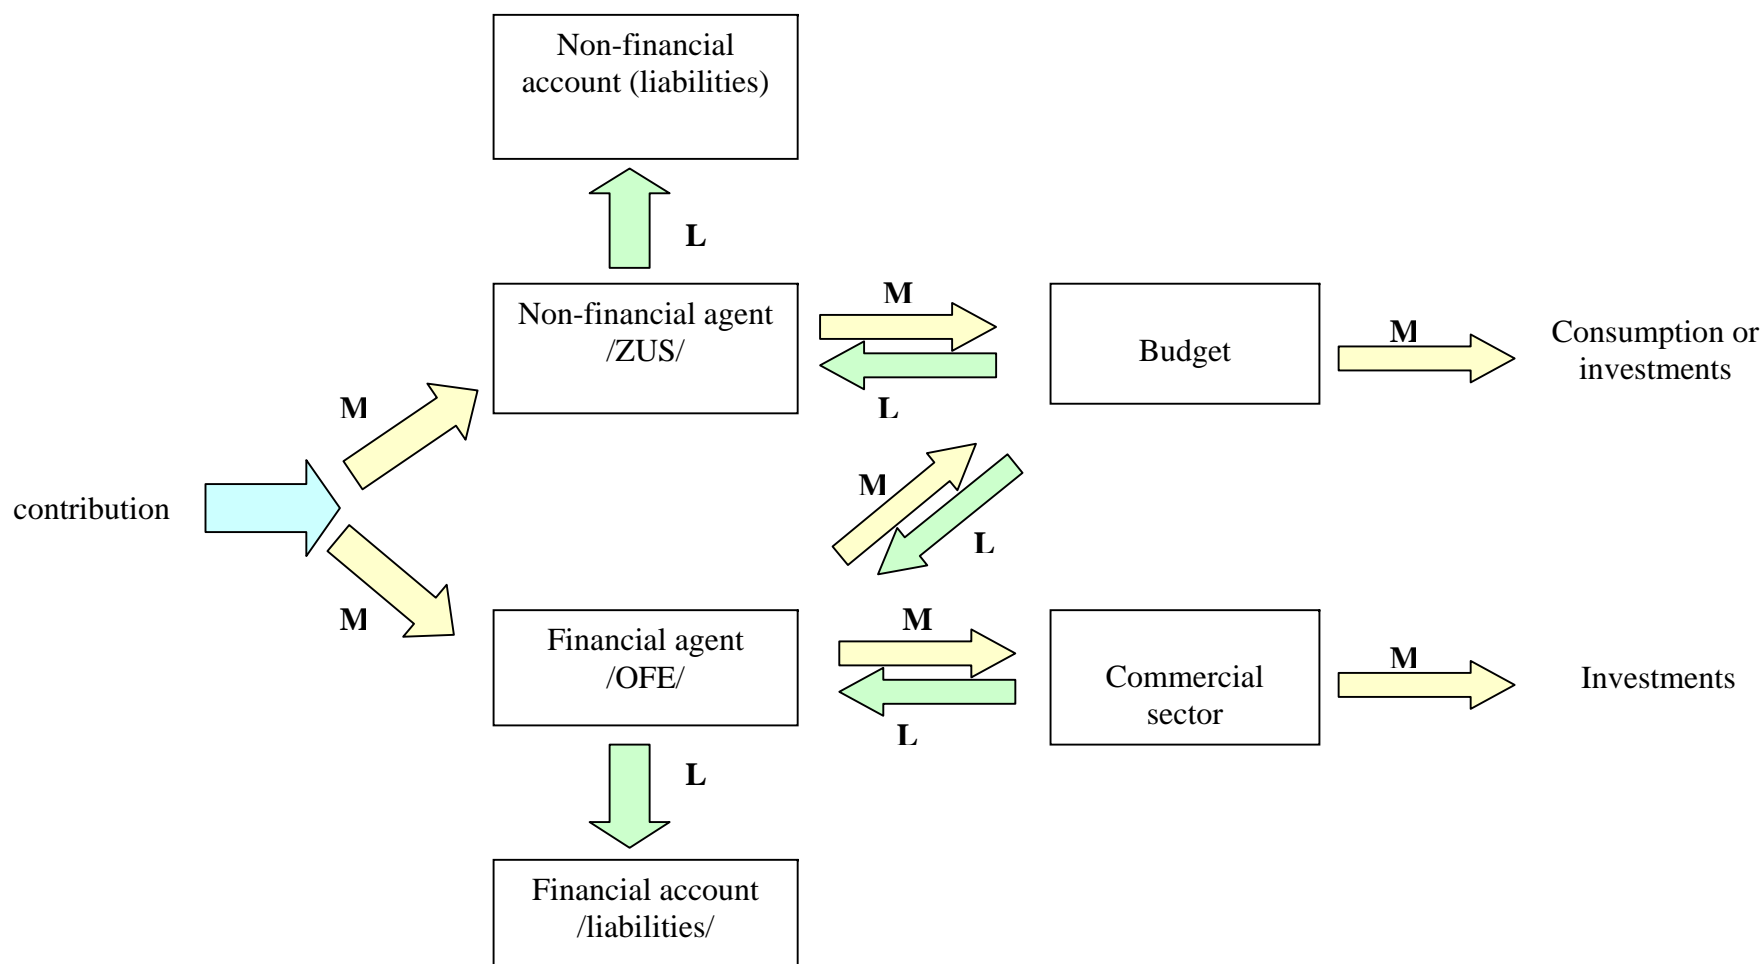 Non-financial
account (liabilities)
L
Non-financial agent
/ZUS/
M
L
Budget
M
Consumption or
investments
M
contribution
M
M
L
Financial agent
/OFE/
M
L
Commercial
sector
M
Investments
L
Financial account
/liabilities/